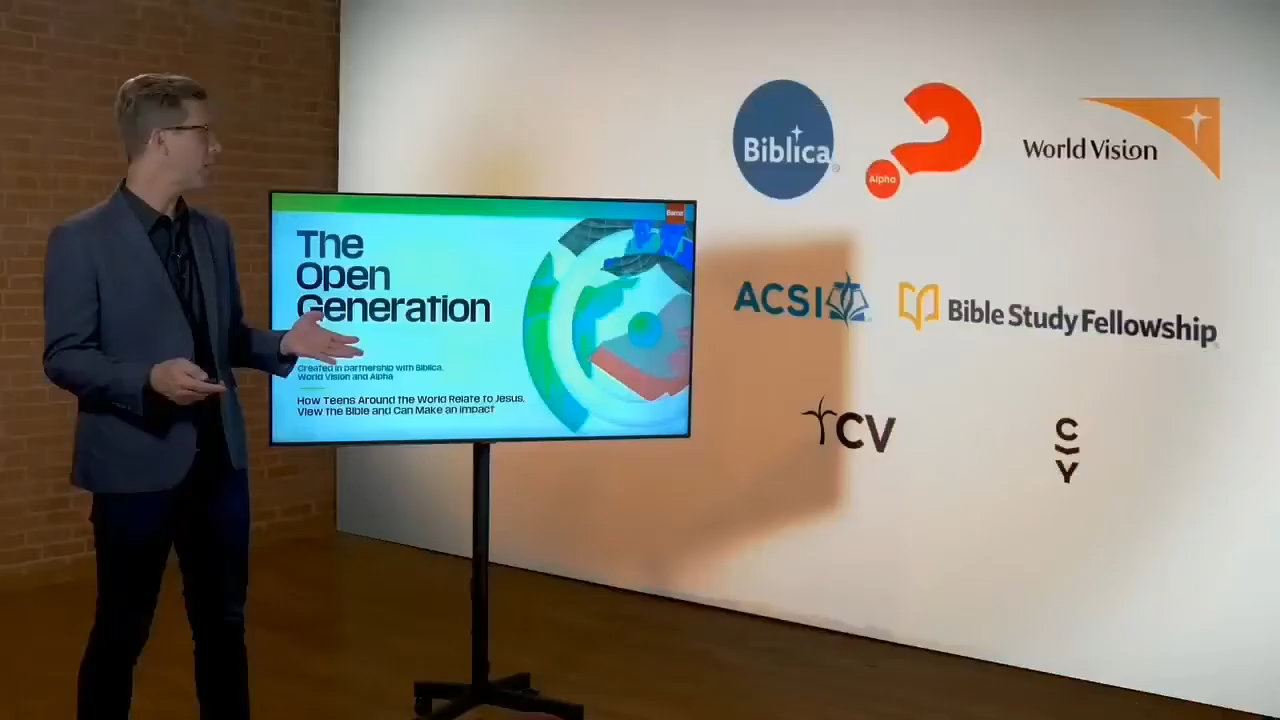 Barna
The
Open
Generation
Created in partnership with Biblica,
World Vision and Alpha
How Teens Around the World Relate to Jesus,
View the Bible and Can Make an Impact
Biblica
Alpha
World Vision
ACSI
Bible Study Fellowship
CV
C
Y